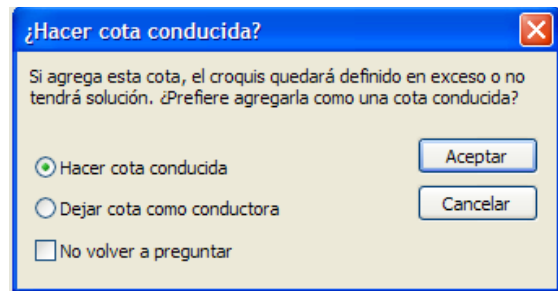 ¿Hacer cota conducida?
Si agrega esta cota, el croquis quedará definido en exceso o no
tendrá solución. ¿Prefiere agregarla como una cota conducida?
Hacer cota conducida
Aceptar
Dejar cota como conductora
Cancelar
No volver a preguntar